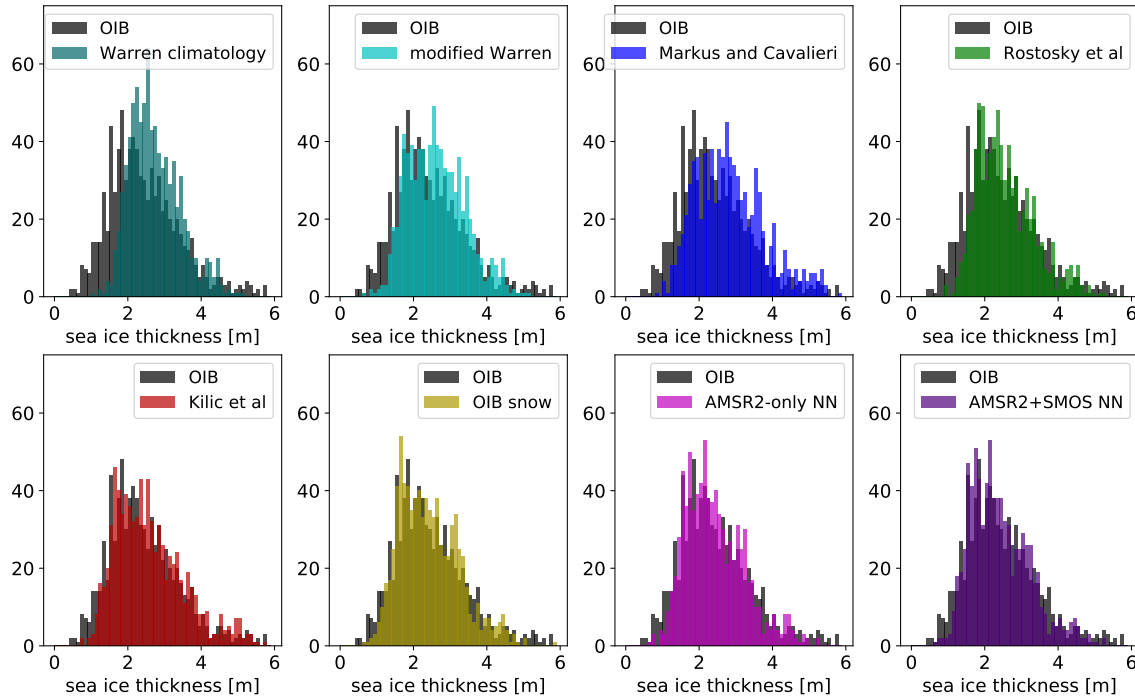 OIB
Warren climatology
60
40
20
0
0 2 4 6
sea ice thickness [m]
OIB
modified Warren
60
40
20
0
0 2 4 6
sea ice thickness [m]
OIB
Markus and Cavalieri
60
40
20
0
0 2 4 6
sea ice thickness [m]
OIB
Rostosky et al
60
40
20
0
0 2 4 6
sea ice thickness [m]
OIB
Kilic et al
60
40
20
0
0 2 4 6
sea ice thickness [m]
OIB
OIB snow
60
40
20
0
0 2 4 6
sea ice thickness [m]
OIB
AMSR2-only NN
60
40
20
0
0 2 4 6
sea ice thickness [m]
OIB
AMSR2+SMOS NN
60
40
20
0
0 2 4 6
sea ice thickness [m]